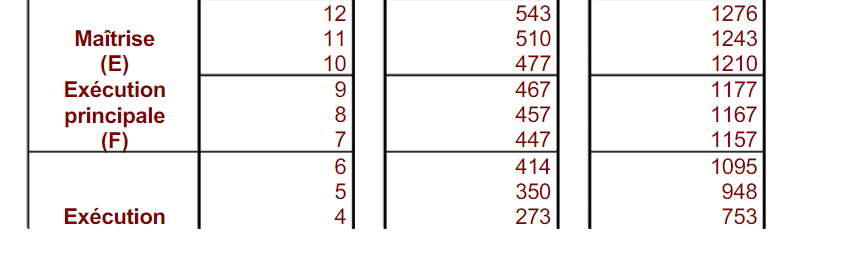 12 543 1276
Maîtrise 11 510 1243
(E) 10 477 1210
Exécution 9 467 1177
principale 8 457 1167
(F) 7 447 1157
6 414 1095
5 350 948
Exécution 4 273 753